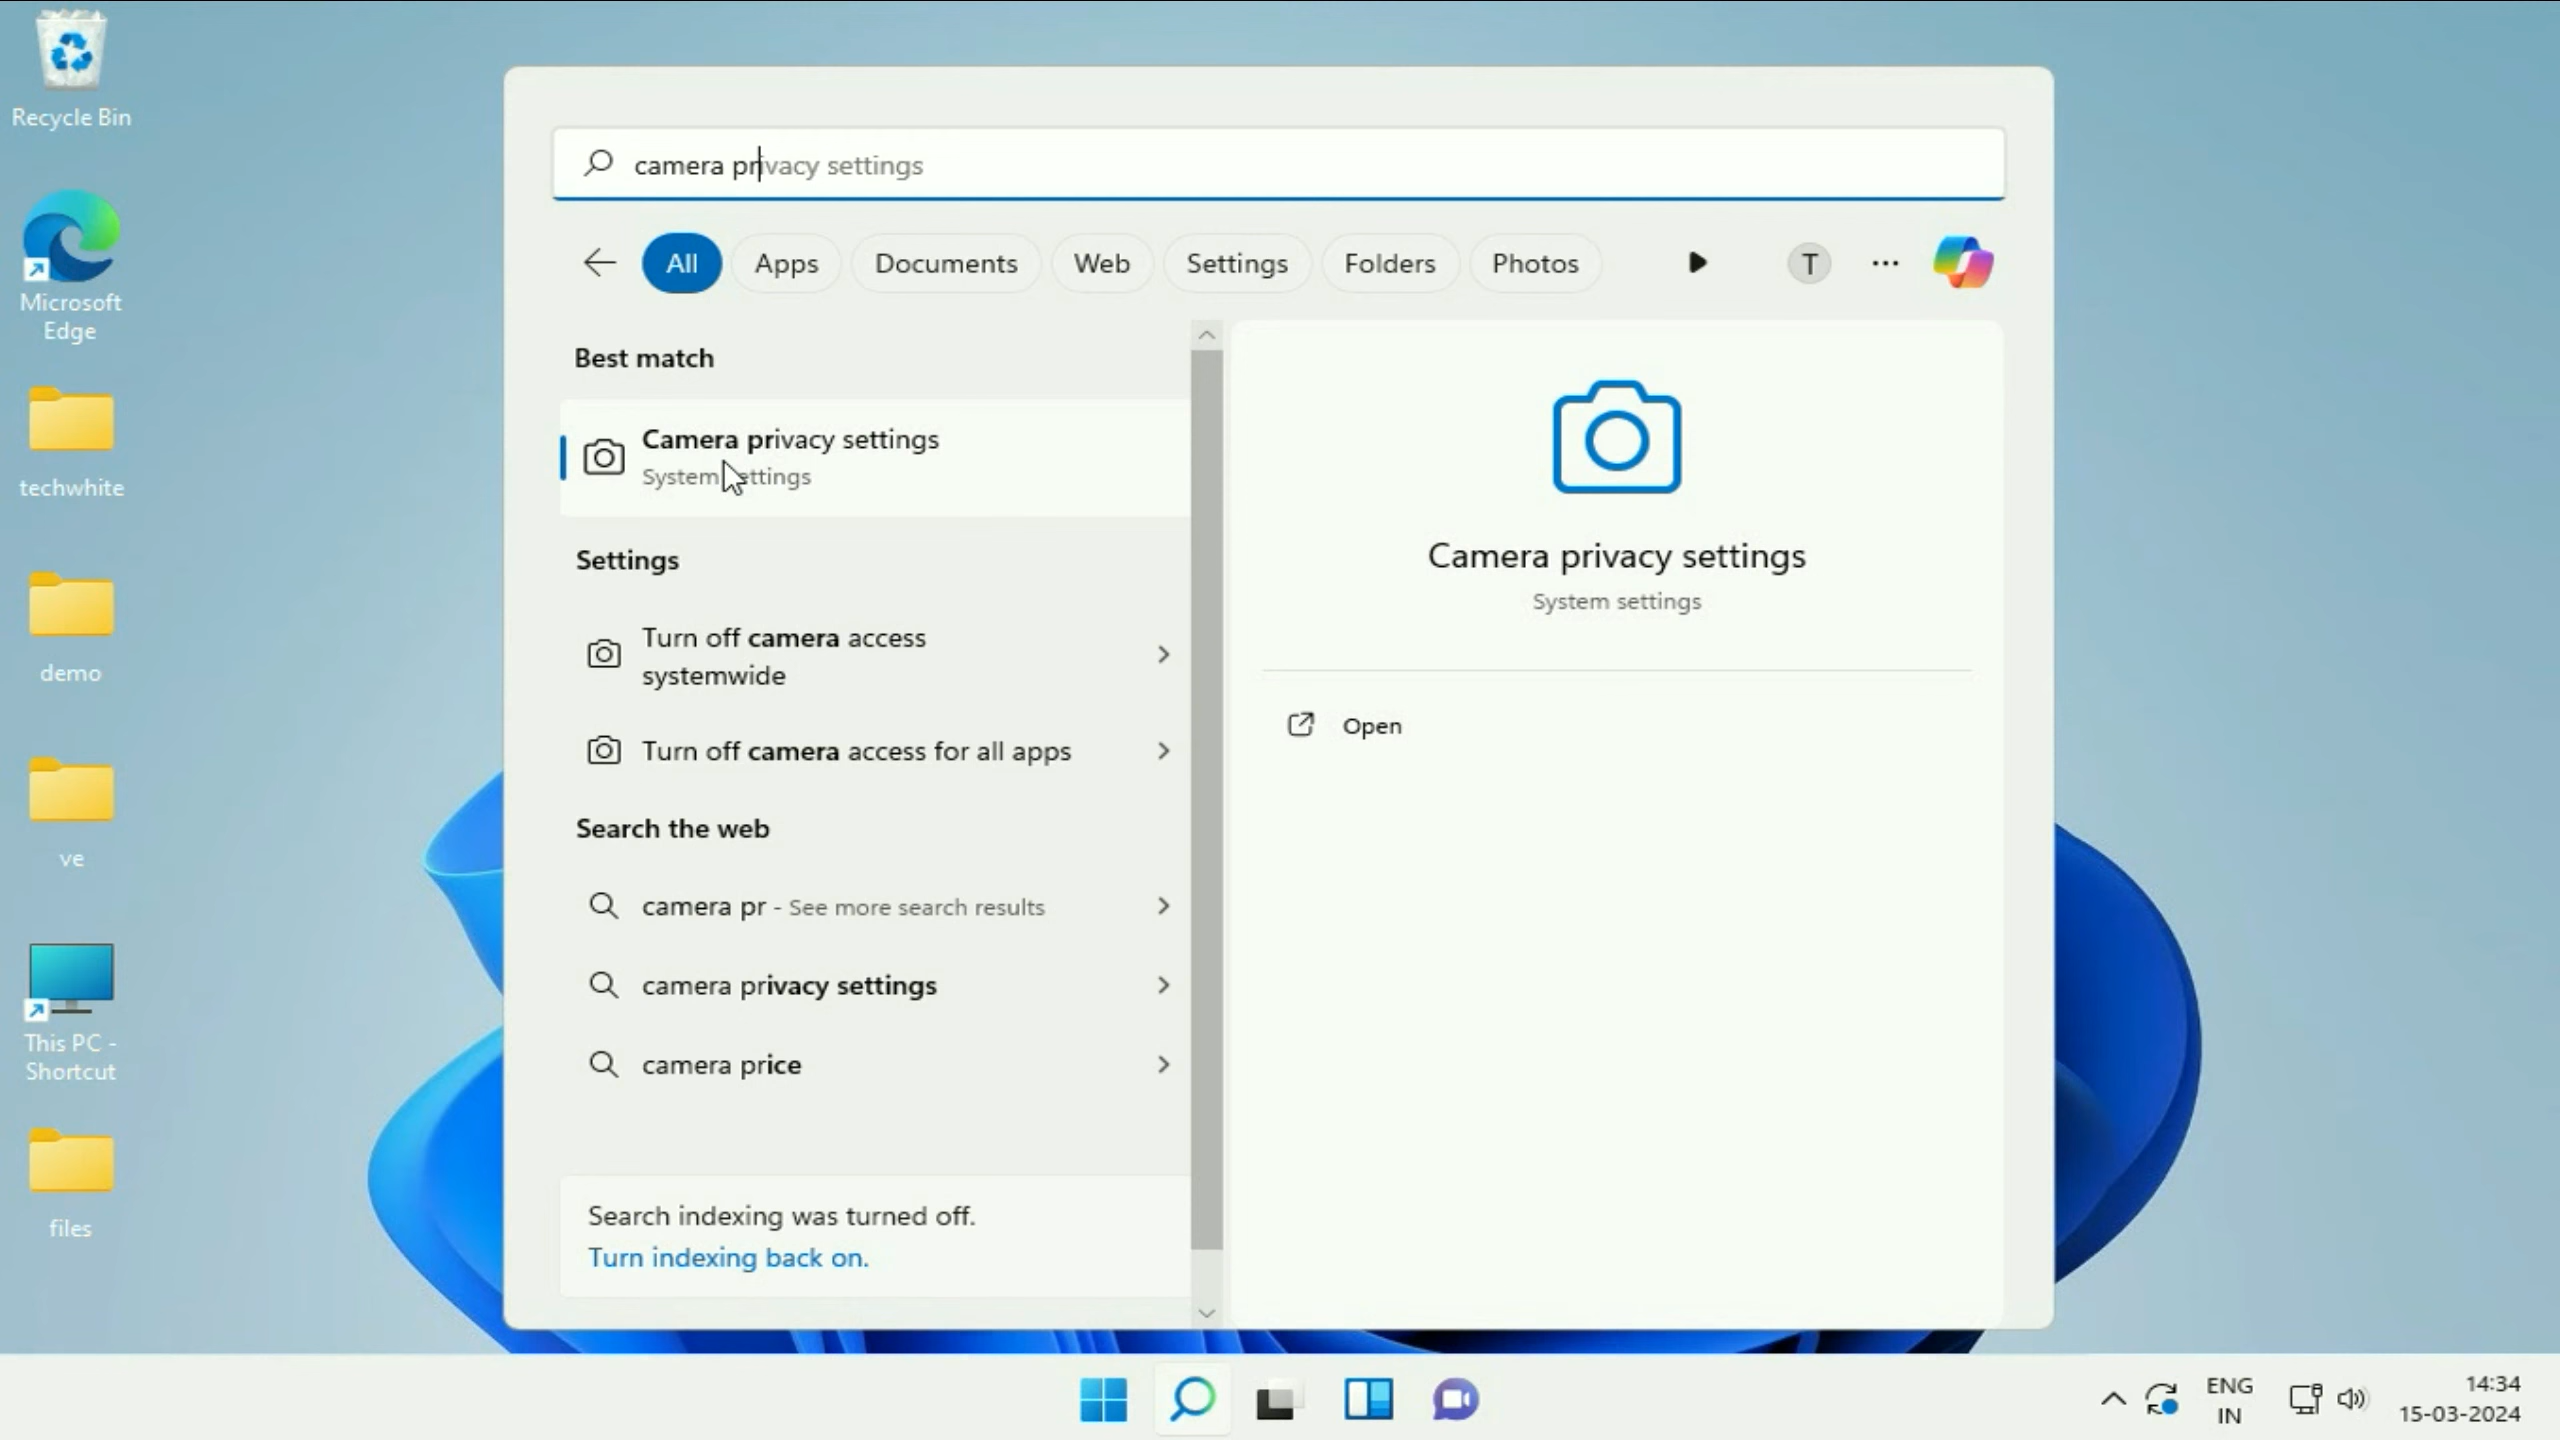 Recycle Bin
Microsoft
Edge
techwhite
demo
ve
This PC -
Shortcut
files
camera privacy settings
All
Apps
Documents
Web
Settings
Folders
Photos
T
Best match
Camera privacy settings
System settings
Settings
Turn off camera access
systemwide
Turn off camera access for all apps
Search the web
camera pr - See more search results
camera privacy settings
camera price
Search indexing was turned off.
Turn indexing back on.
Camera privacy settings
System settings
Open
ENG
IN
14:34
15-03-2024